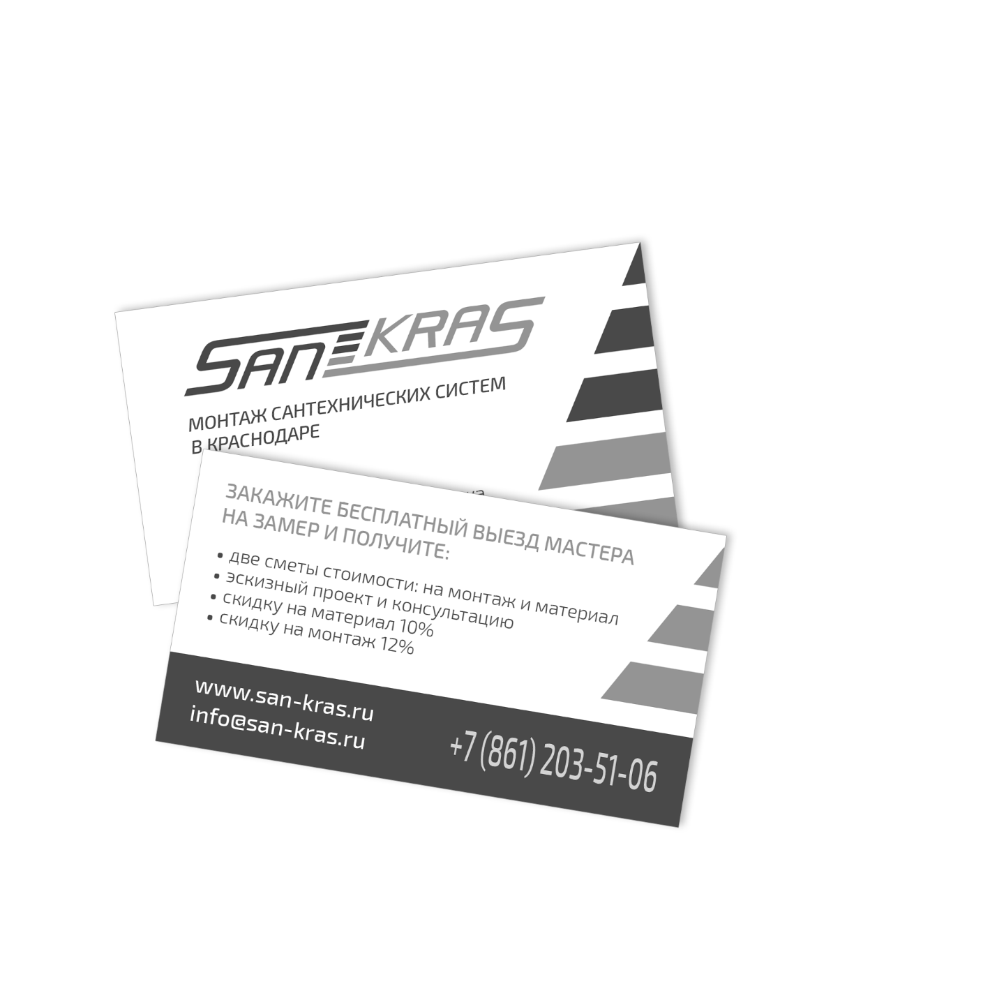 SANKRAS
МОНТАЖ САНТЕХНИЧЕСКИХ СИСТЕМ
В КРАСНОДАРЕ
ЗАКАЖИТЕ БЕСПЛАТНЫЙ ВЫЕЗД МАСТЕРА
НА ЗАМЕР И ПОЛУЧИТЕ:
• две сметы стоимости: на монтаж и материал
• эскизный проект и консультацию
• скидку на материал 10%
• скидку на монтаж 12%
www.san-kras.ru
info@san-kras.ru
+7 (861) 203-51-06